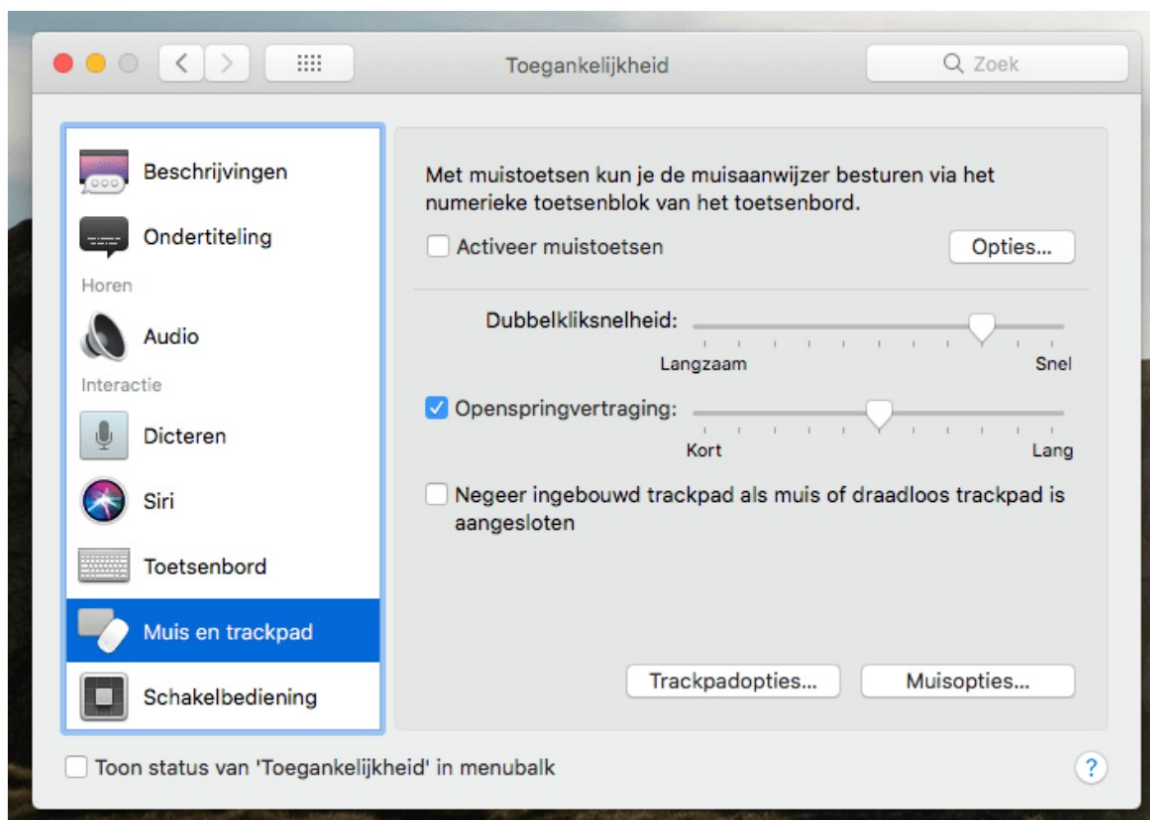 Toegankelijkheid
Zoek
Beschrijvingen
Ondertiteling
Horen
Audio
Interactie
Dicteren
Siri
Toetsenbord
Muis en trackpad
Schakelbediening
Met muistoetsen kun je de muisaanwijzer besturen via het
numerieke toetsenblok van het toetsenbord.
Activeer muistoetsen
Opties...
Dubbelkliksnelheid:
Langzaam
Snel
Openspringvertraging:
Kort
Lang
Negeer ingebouwd trackpad als muis of draadloos trackpad is
aangesloten
Trackpadopties...
Muisopties...
Toon status van 'Toegankelijkheid' in menubalk
?